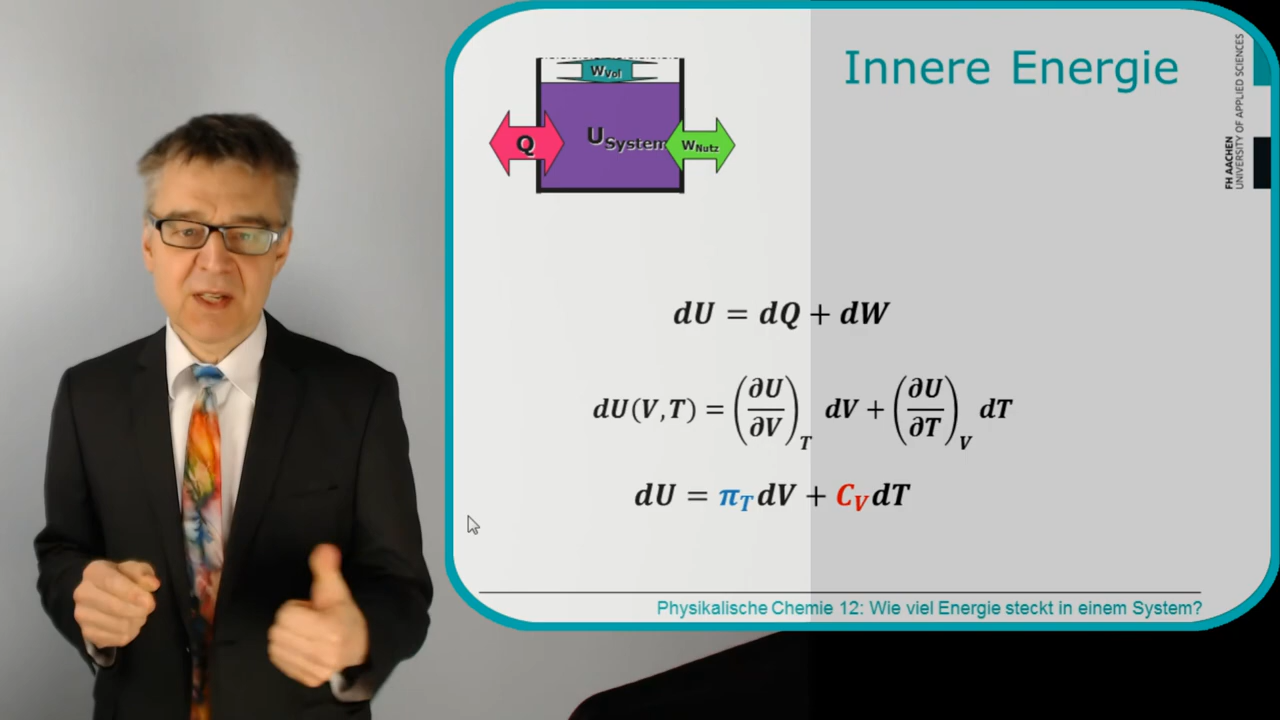 Innere Energie
W_Vol
Q
U_System
W_Nutz
FH AACHEN
UNIVERSITY OF APPLIED SCIENCES
dU = dQ + dW
dU(V,T) = (∂U/∂V)_T dV + (∂U/∂T)_V dT
dU = π_T dV + C_V dT
Physikalische Chemie 12: Wie viel Energie steckt in einem System?